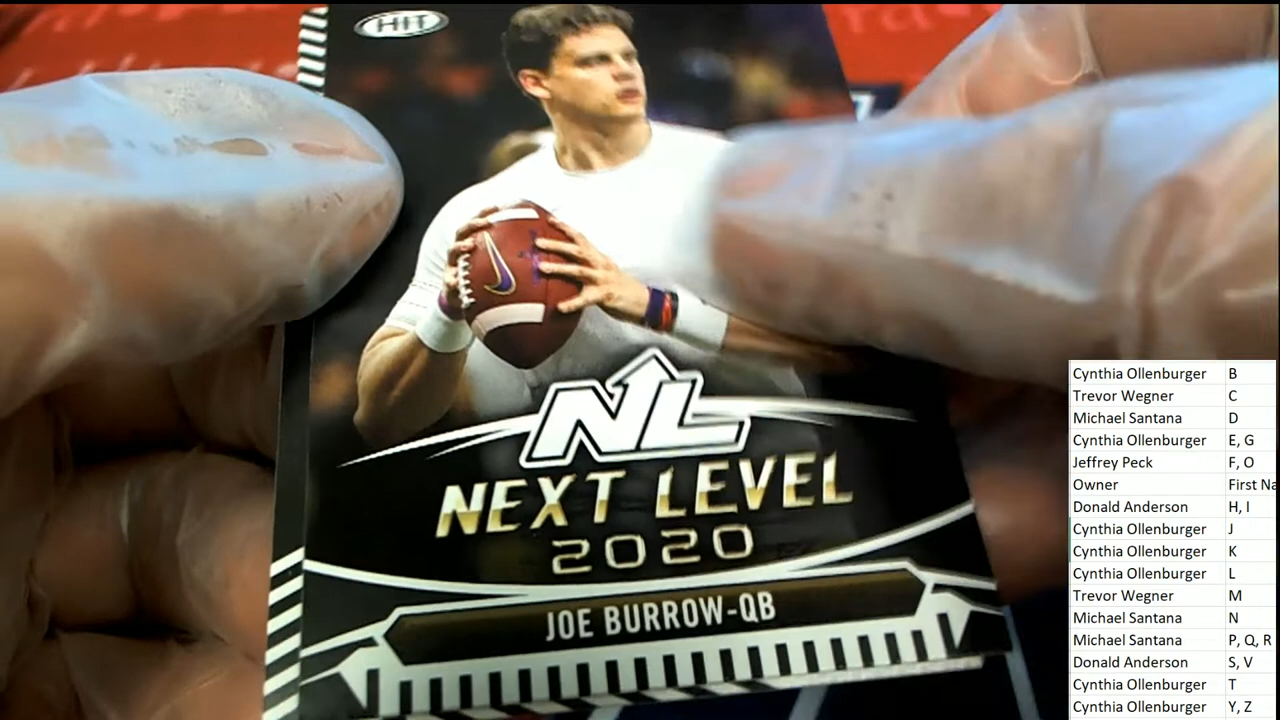 HIT
NL
NEXT LEVEL
2020
JOE BURROW-QB
Cynthia Ollenburger B
Trevor Wegner C
Michael Santana D
Cynthia Ollenburger E, G
Jeffrey Peck F, O
Owner First Na
Donald Anderson H, I
Cynthia Ollenburger J
Cynthia Ollenburger K
Cynthia Ollenburger L
Trevor Wegner M
Michael Santana N
Michael Santana P, Q, R
Donald Anderson S, V
Cynthia Ollenburger T
Cynthia Ollenburger Y, Z